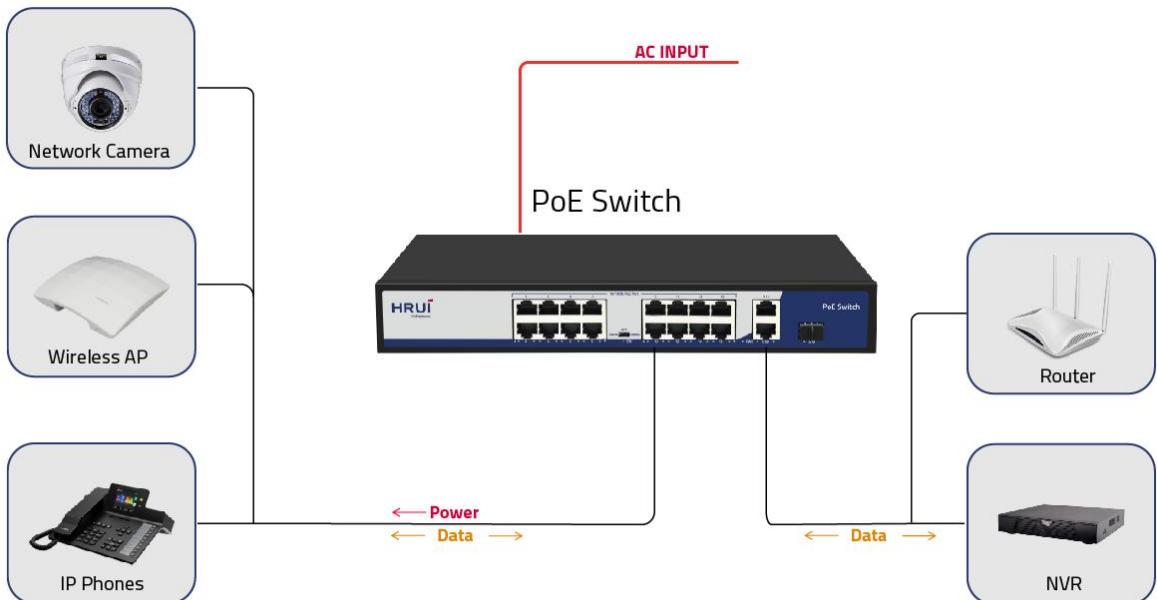 AC INPUT
Network Camera
PoE Switch
HRUI
PoE Switch
Wireless AP
Router
Power
Data
Data
IP Phones
NVR